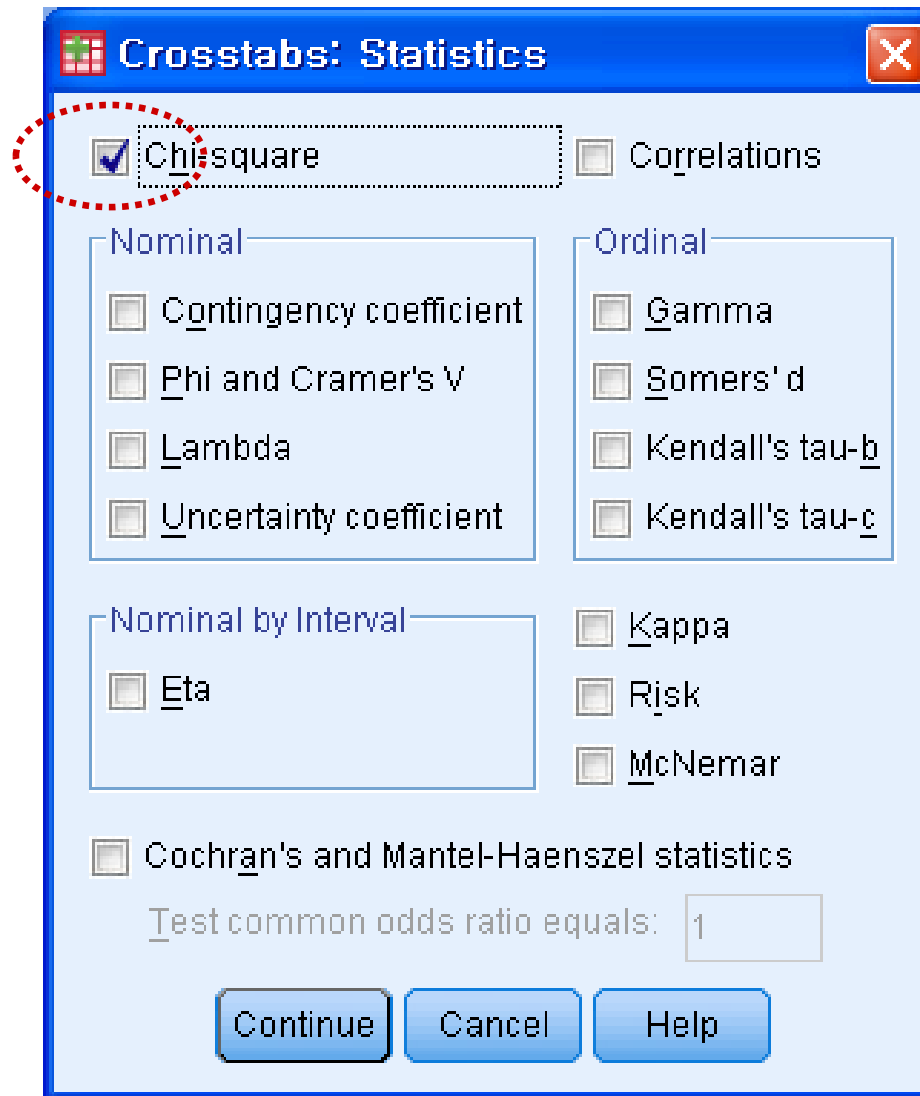 Crosstabs: Statistics
Chi-square
Correlations
Nominal
Contingency coefficient
Phi and Cramer's V
Lambda
Uncertainty coefficient
Ordinal
Gamma
Somers' d
Kendall's tau-b
Kendall's tau-c
Nominal by Interval
Eta
Kappa
Risk
McNemar
Cochran's and Mantel-Haenszel statistics
Test common odds ratio equals: 1
Continue
Cancel
Help